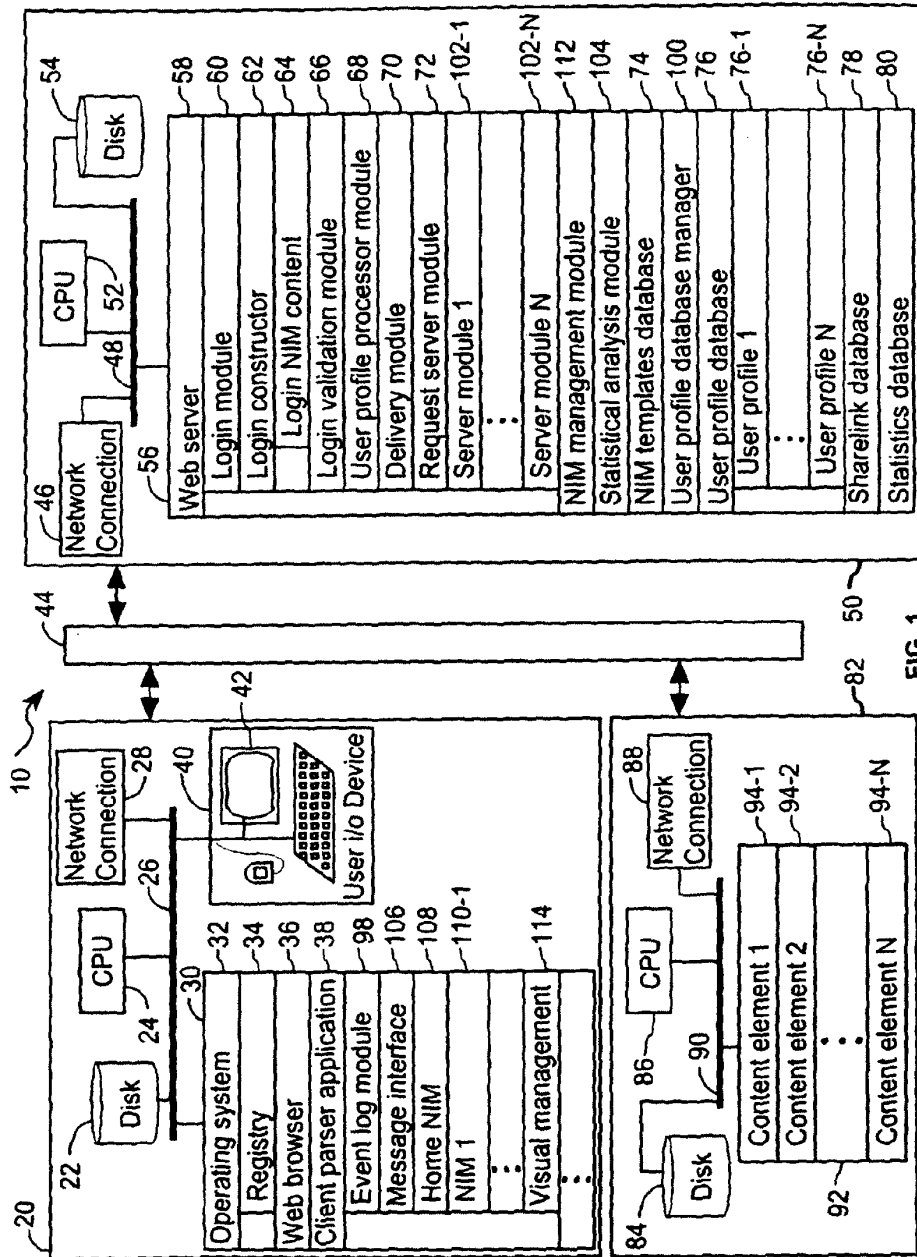 10
20
22
Disk
24
CPU
26
Network
Connection
28
30
Operating system
32
Registry
34
Web browser
36
Client parser application
38
Event log module
98
Message interface
106
Home NIM
108
NIM 1
110-1
Visual management
114
40
42
User i/o Device
44
46
Network
Connection
48
CPU
52
Disk
54
56
Web server
58
Login module
60
Login constructor
62
Login NIM content
64
Login validation module
66
User profile processor module
68
Delivery module
70
Request server module
72
Server module 1
102-1
Server module N
102-N
NIM management module
112
Statistical analysis module
104
NIM templates database
74
User profile database manager
100
User profile database
76
User profile 1
76-1
User profile N
76-N
Sharelink database
78
Statistics database
80
50
82
84
Disk
86
CPU
90
Network
Connection
88
92
Content element 1
94-1
Content element 2
94-2
Content element N
94-N
FIG. 1